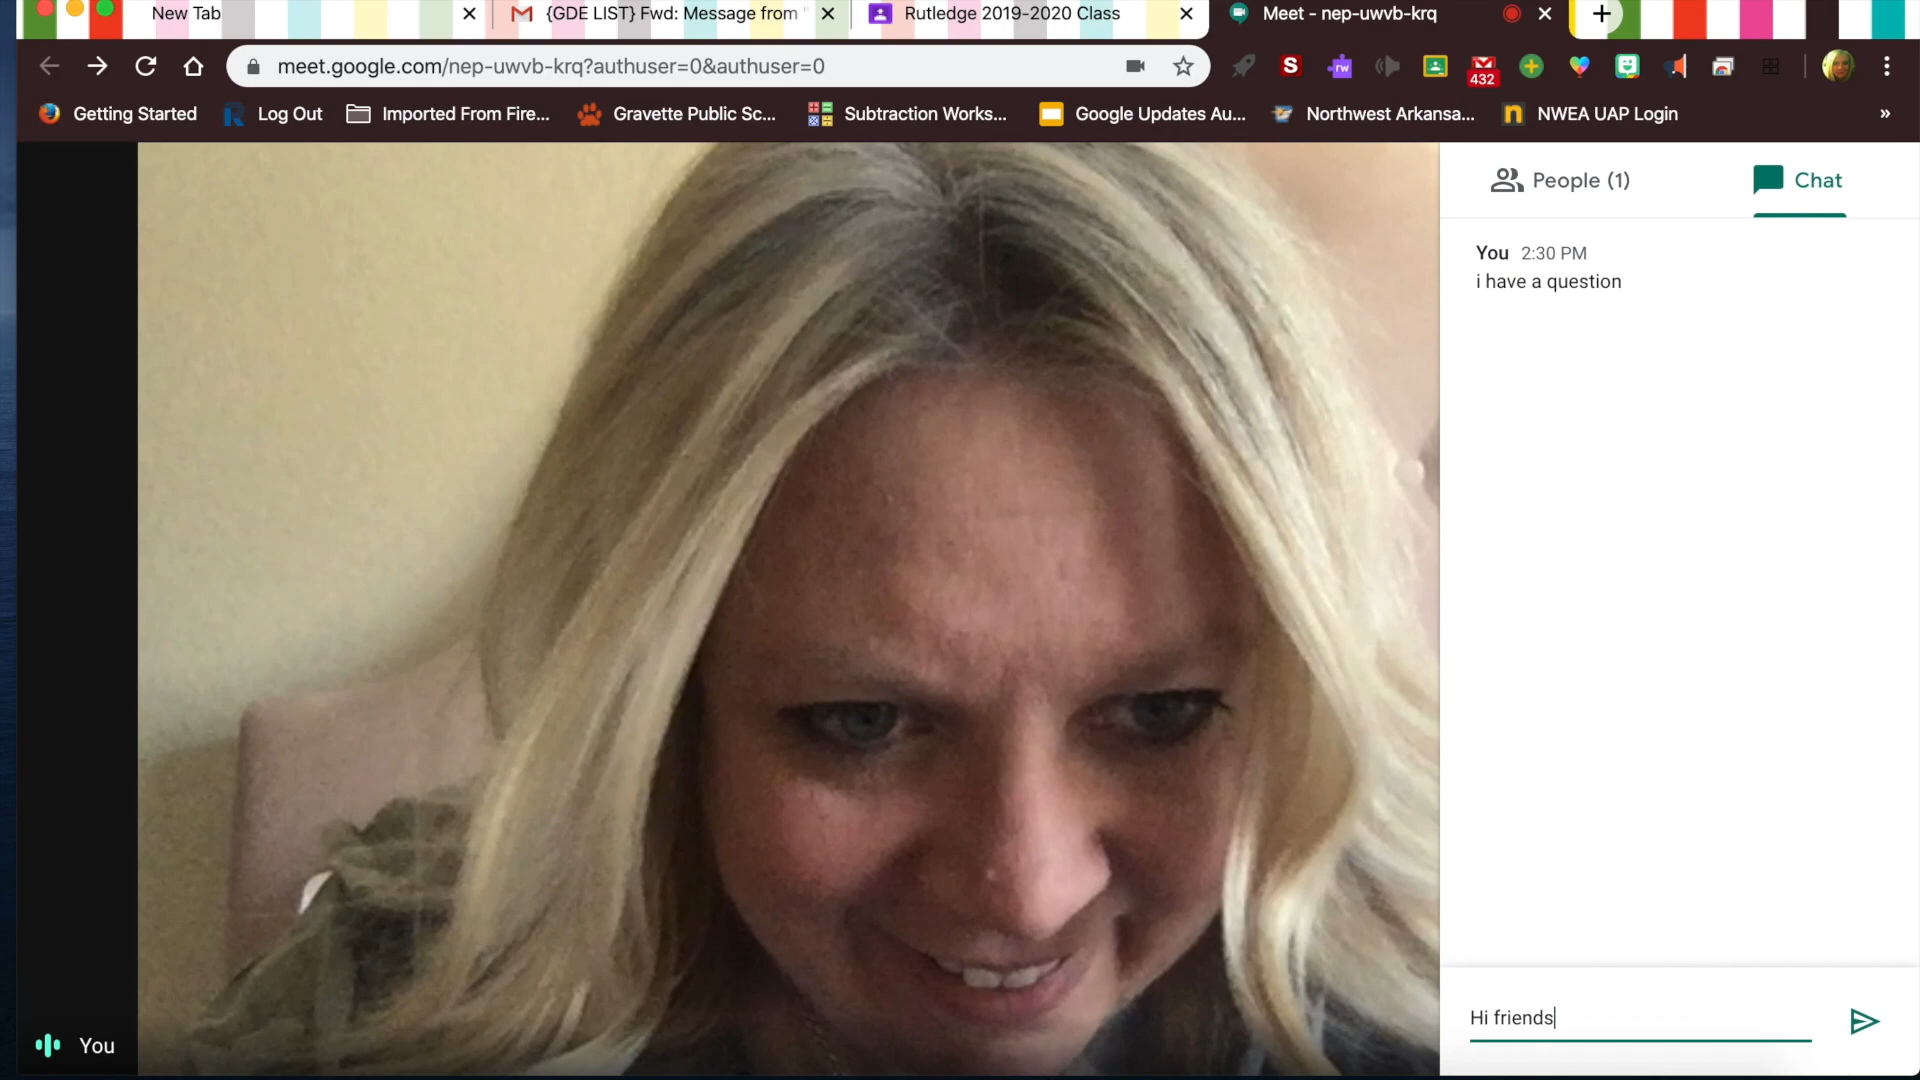 New Tab
{GDE LIST} Fwd: Message from "
Rutledge 2019-2020 Class
Meet - nep-uwvb-krq
meet.google.com/nep-uwvb-krq?authuser=0&authuser=0
S
rw
432
Getting Started
R
Log Out
Imported From Fire...
Gravette Public Sc...
Subtraction Works...
Google Updates Au...
Northwest Arkansa...
n
NWEA UAP Login
»
People (1)
Chat
You 2:30 PM
i have a question
Hi friends
You